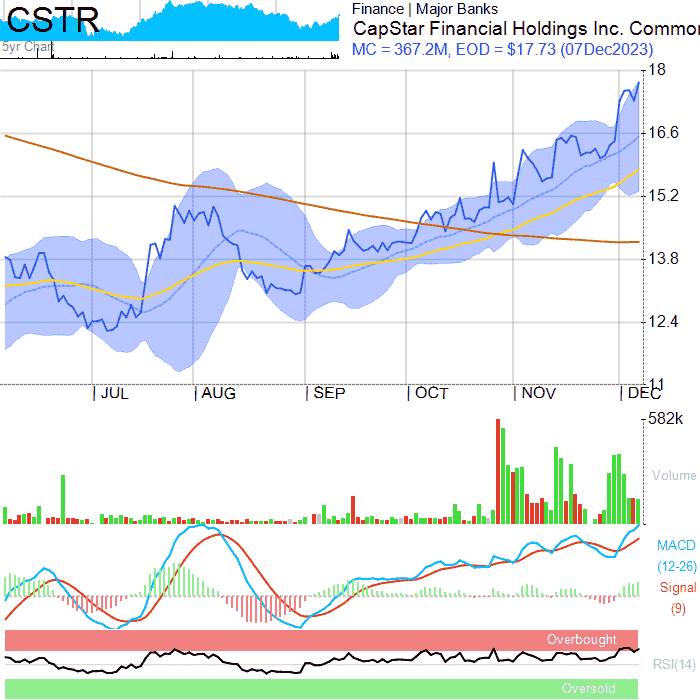 CSTR
5yr Chart
Finance | Major Banks
CapStar Financial Holdings Inc. Commo
MC = 367.2M, EOD = $17.73 (07Dec2023)
18
16.6
15.2
13.8
12.4
11
JUL AUG SEP OCT NOV DEC
582k
Volume
MACD
(12-26)
Signal
(9)
Overbought
RSI(14)
Oversold